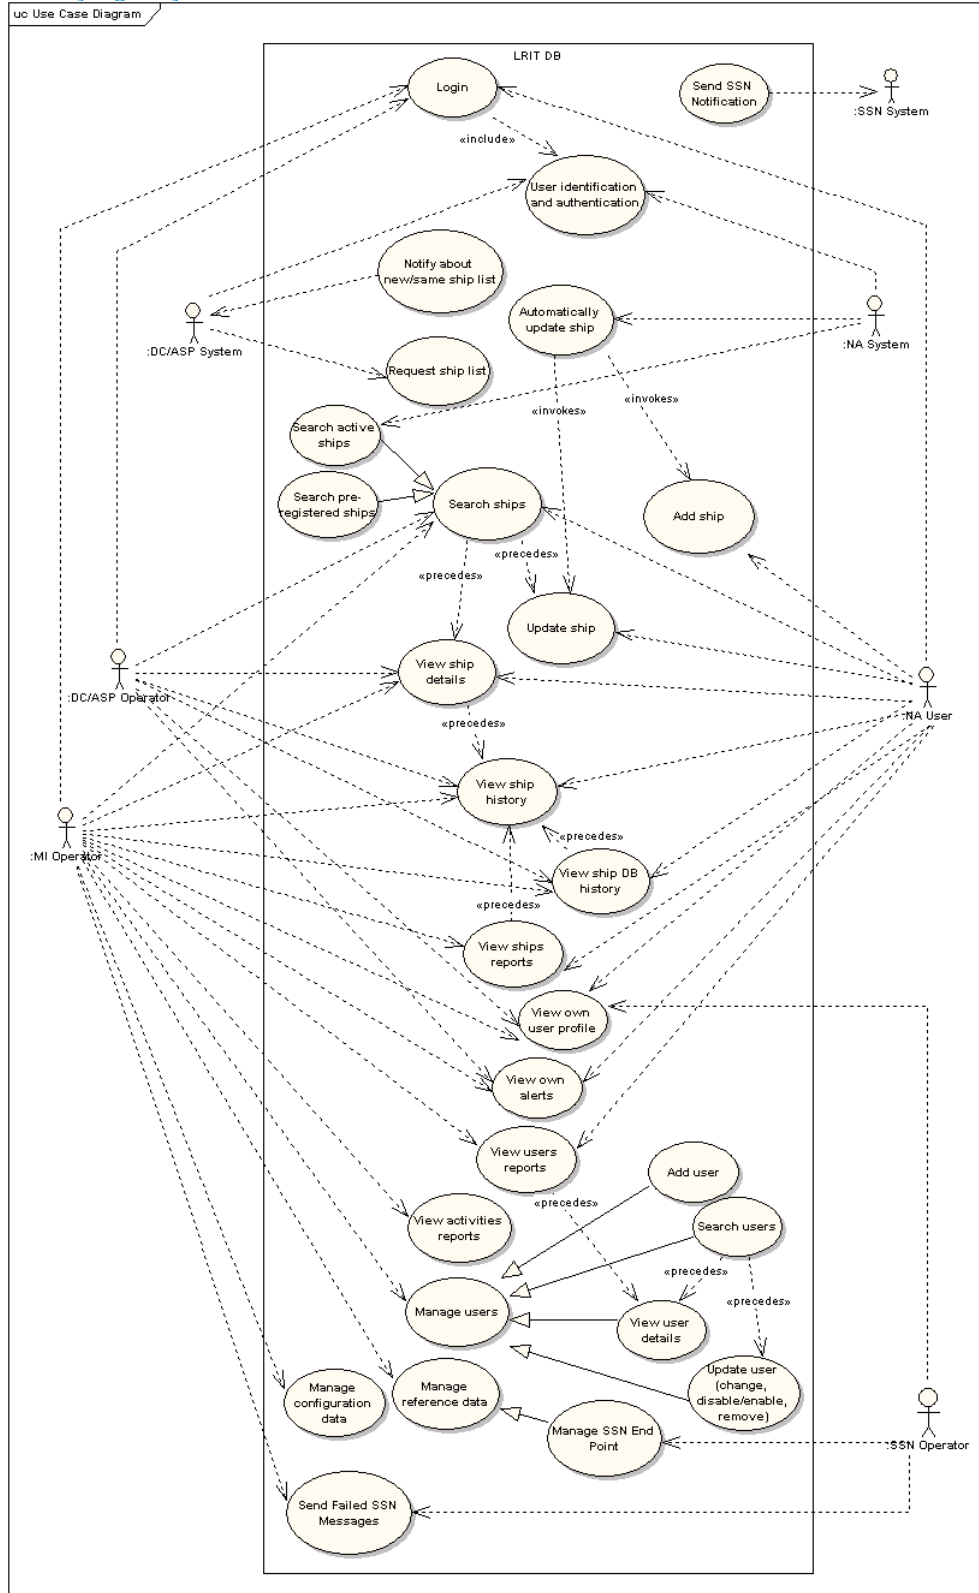 uc Use Case Diagram
LRIT DB
Login
Send SSN
Notification
:SSN System
«include»
User identification
and authentication
Notify about
new/same ship list
Automatically
update ship
:DC/ASP System
:NA System
Request ship list
«invokes»
«invokes»
Search active
ships
Search pre-
registered ships
Search ships
Add ship
«precedes»
«precedes»
Update ship
View ship
details
:DC/ASP Operator
:NA User
«precedes»
View ship
history
:MI Operator
«precedes»
View ship DB
history
«precedes»
View ships
reports
View own
user profile
View own
alerts
View users
reports
Add user
«precedes»
View activities
reports
Search users
«precedes»
«precedes»
Manage users
View user
details
Update user
(change,
disable/enable,
remove)
Manage
configuration
data
Manage
reference data
Manage SSN End
Point
:SSN Operator
Send Failed SSN
Messages